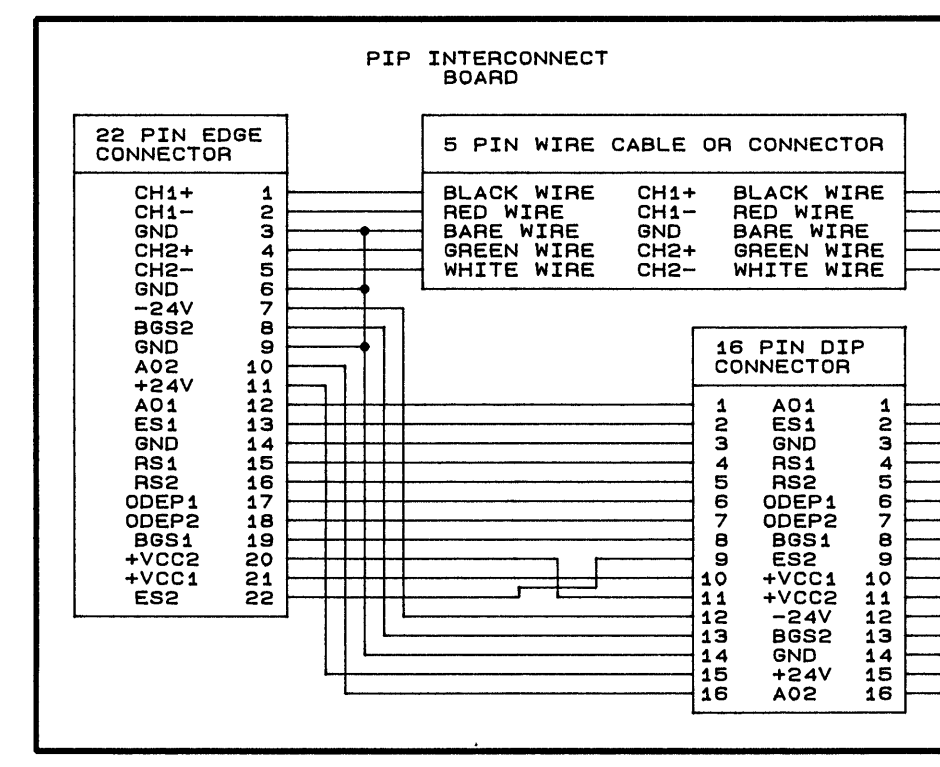 PIP INTERCONNECT
BOARD
22 PIN EDGE
CONNECTOR
CH1+ 1
CH1- 2
GND 3
CH2+ 4
CH2- 5
GND 6
-24V 7
BGS2 8
GND 9
A02 10
+24V 11
A01 12
ES1 13
GND 14
RS1 15
RS2 16
ODEP1 17
ODEP2 18
BGS1 19
+VCC2 20
+VCC1 21
ES2 22
5 PIN WIRE CABLE OR CONNECTOR
BLACK WIRE CH1+ BLACK WIRE
RED WIRE CH1- RED WIRE
BARE WIRE GND BARE WIRE
GREEN WIRE CH2+ GREEN WIRE
WHITE WIRE CH2- WHITE WIRE
16 PIN DIP
CONNECTOR
1 A01 1
2 ES1 2
3 GND 3
4 RS1 4
5 RS2 5
6 ODEP1 6
7 ODEP2 7
8 BGS1 8
9 ES2 9
10 +VCC1 10
11 +VCC2 11
12 -24V 12
13 BGS2 13
14 GND 14
15 +24V 15
16 A02 16